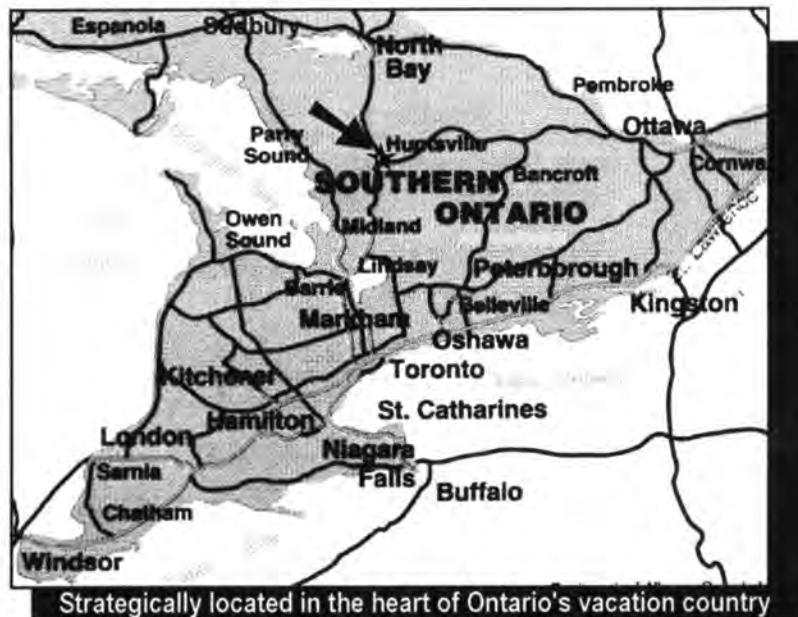 Espanola
Sudbury
North
Bay
Pembroke
Parry
Sound
Huntsville
Ottawa
Cornwa
SOUTHERN
Bancroft
ONTARIO
Owen
Sound
Midland
Lindsay
Peterborough
Barrie
Belleville
Kingston
Markham
Oshawa
Kitchener
Toronto
Hamilton
St. Catharines
London
Niagara
Falls
Sarnia
Buffalo
Chatham
Windsor
Strategically located in the heart of Ontario's vacation country